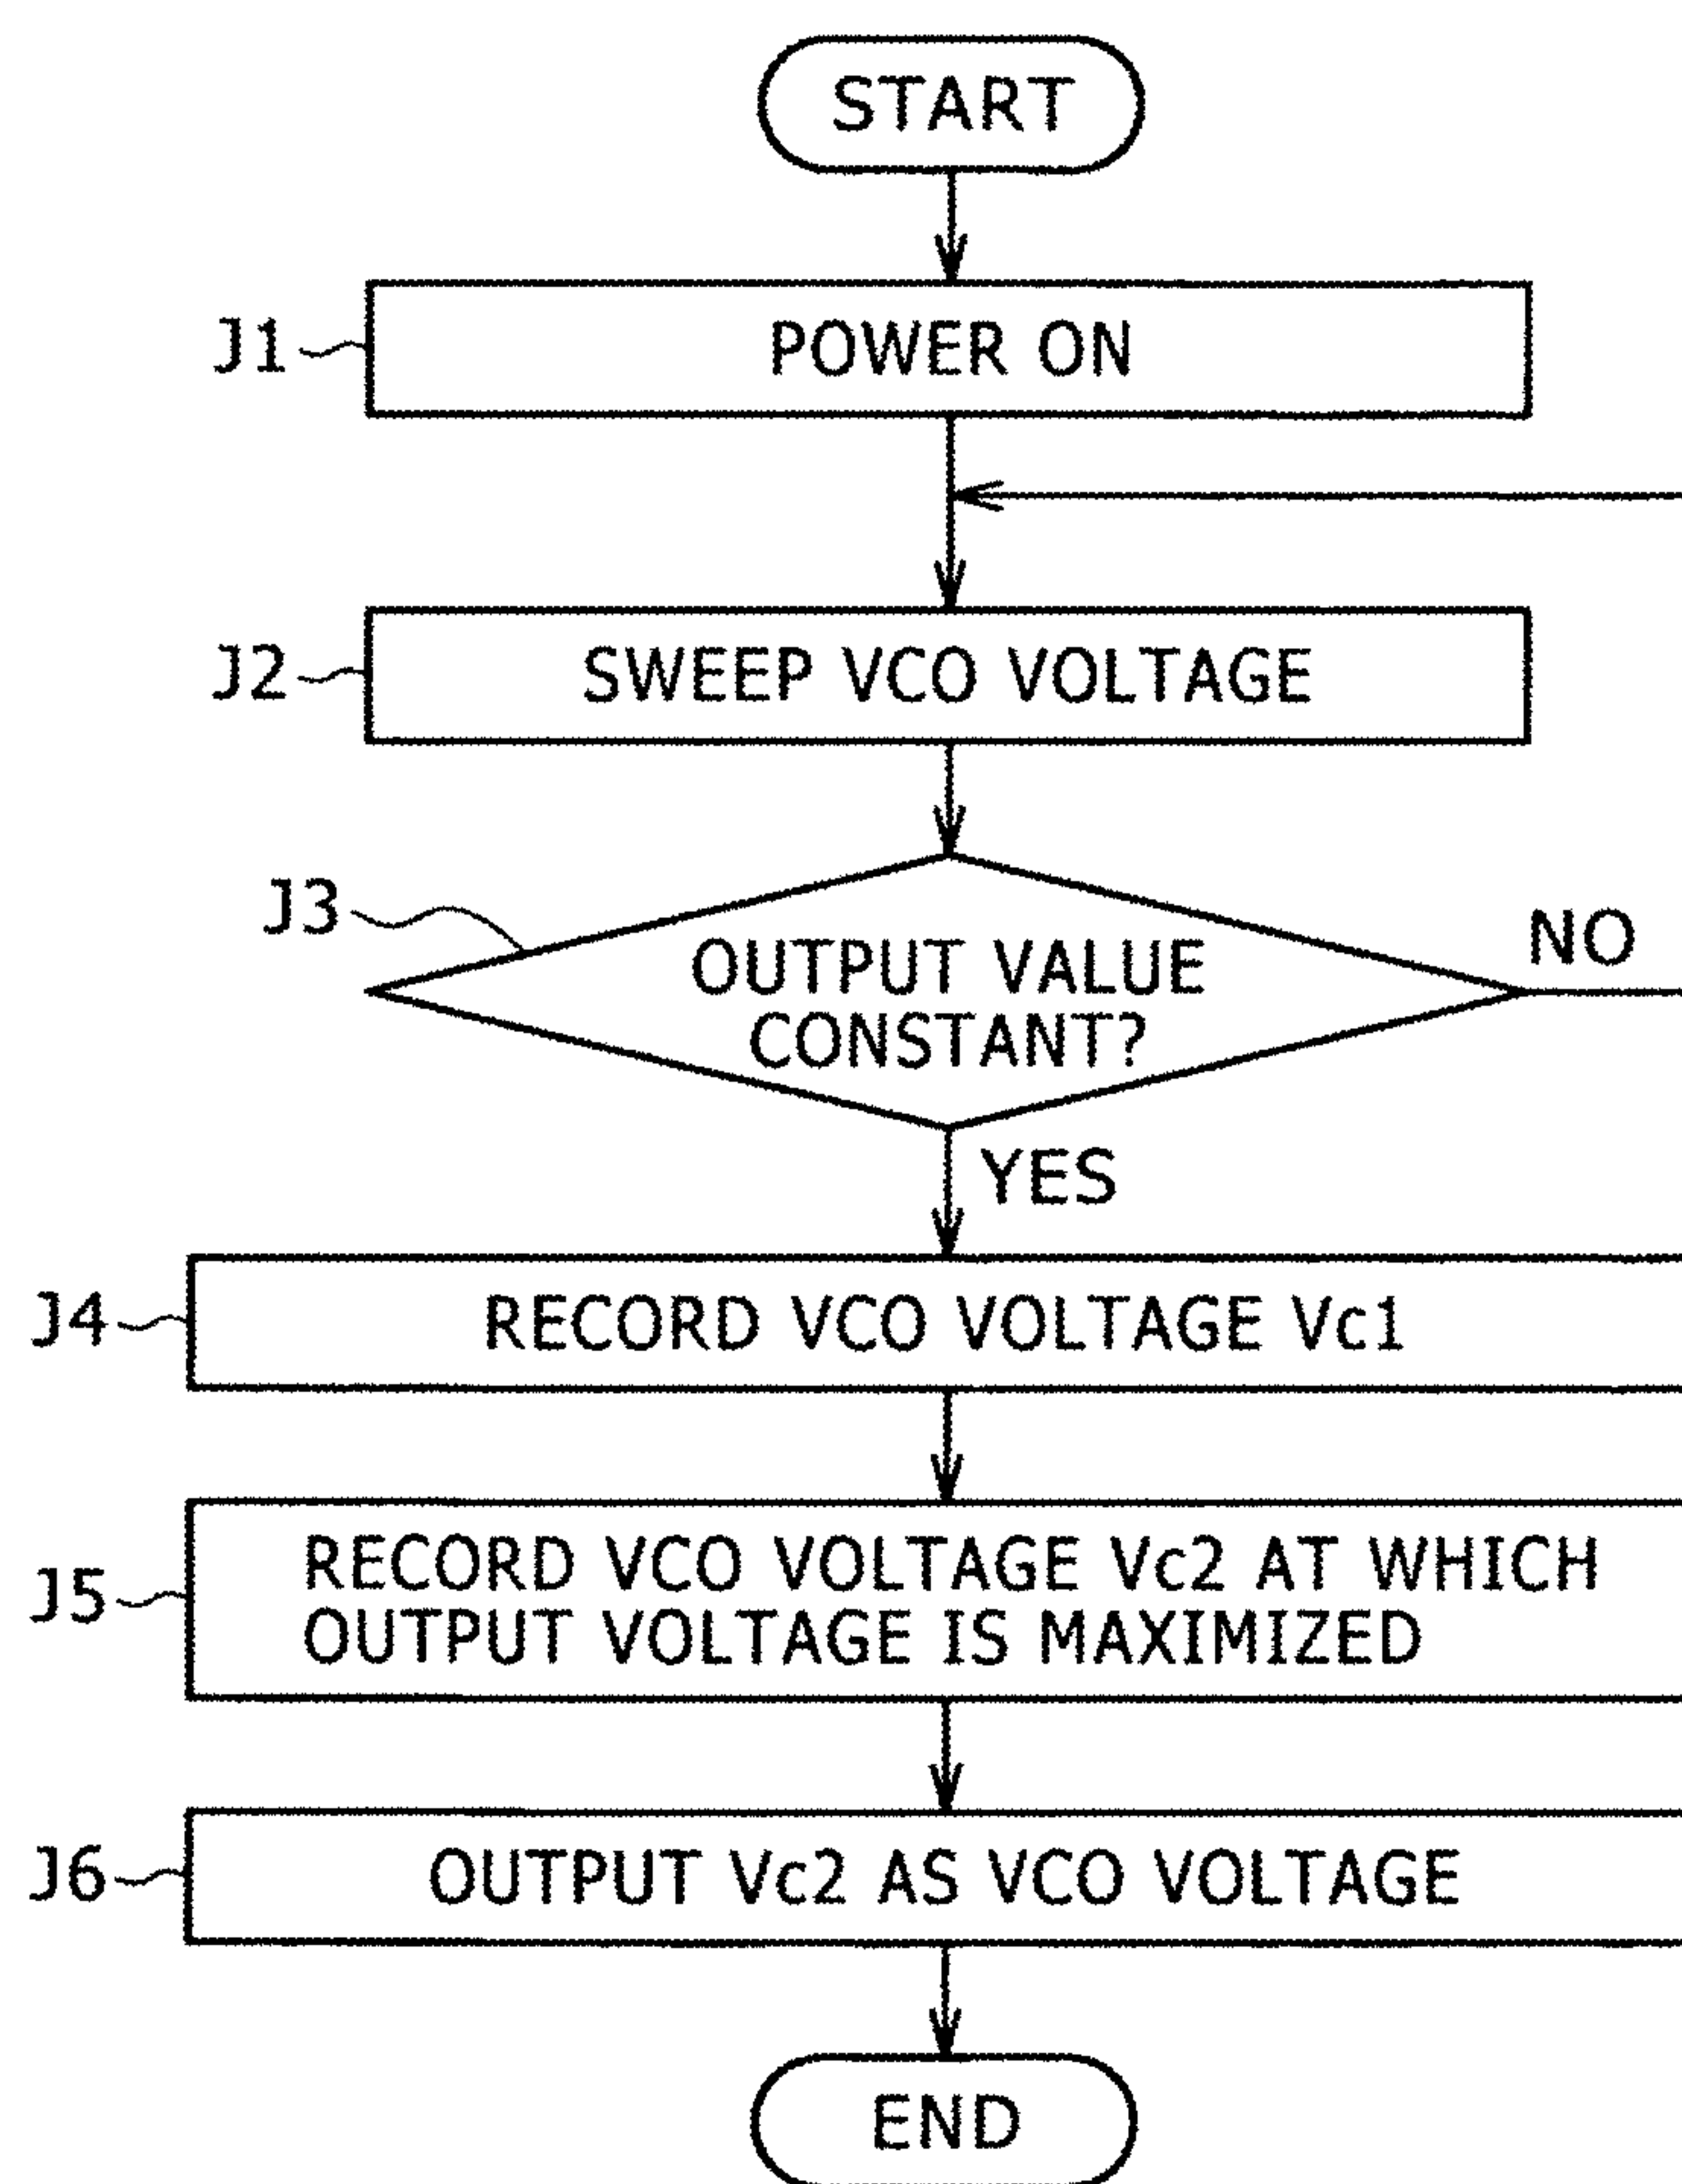 START
J1
POWER ON
J2
SWEEP VCO VOLTAGE
J3
OUTPUT VALUE
CONSTANT?
NO
YES
J4
RECORD VCO VOLTAGE Vc1
J5
RECORD VCO VOLTAGE Vc2 AT WHICH
OUTPUT VOLTAGE IS MAXIMIZED
J6
OUTPUT Vc2 AS VCO VOLTAGE
END